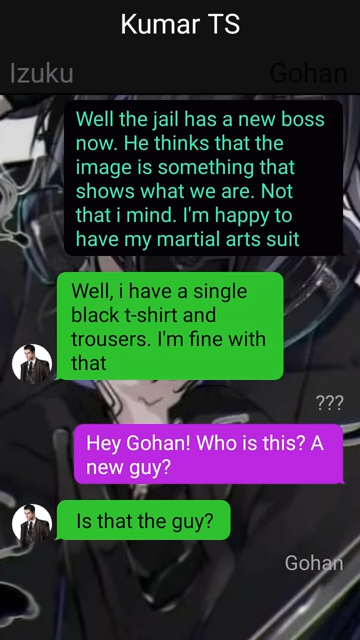 Kumar TS
Izuku
Gohan
Well the jail has a new boss
now. He thinks that the
image is something that
shows what we are. Not
that i mind. I'm happy to
have my martial arts suit
Well, i have a single
black t-shirt and
trousers. I'm fine with
that
???
Hey Gohan! Who is this? A
new guy?
Is that the guy?
Gohan